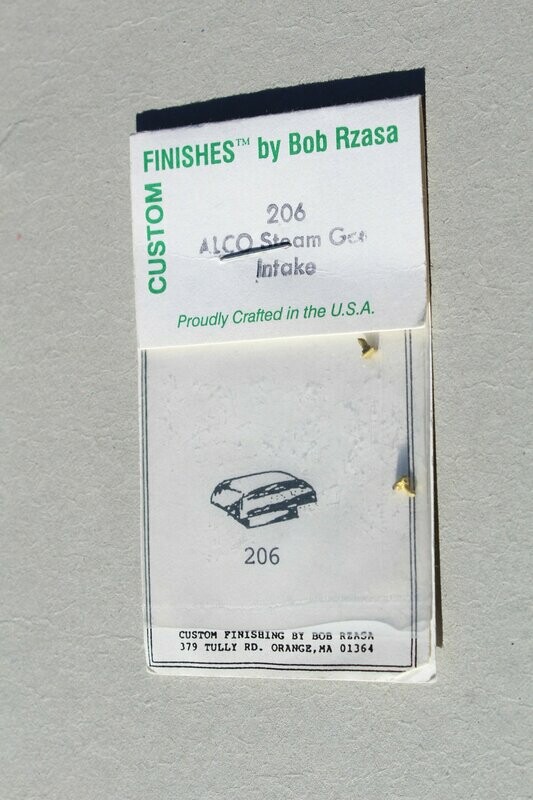 CUSTOM
FINISHES™ by Bob Rzasa
206
ALCO Steam Gen
Intake
Proudly Crafted in the U.S.A.
206
CUSTOM FINISHING BY BOB RZASA
379 TULLY RD. ORANGE,MA 01364